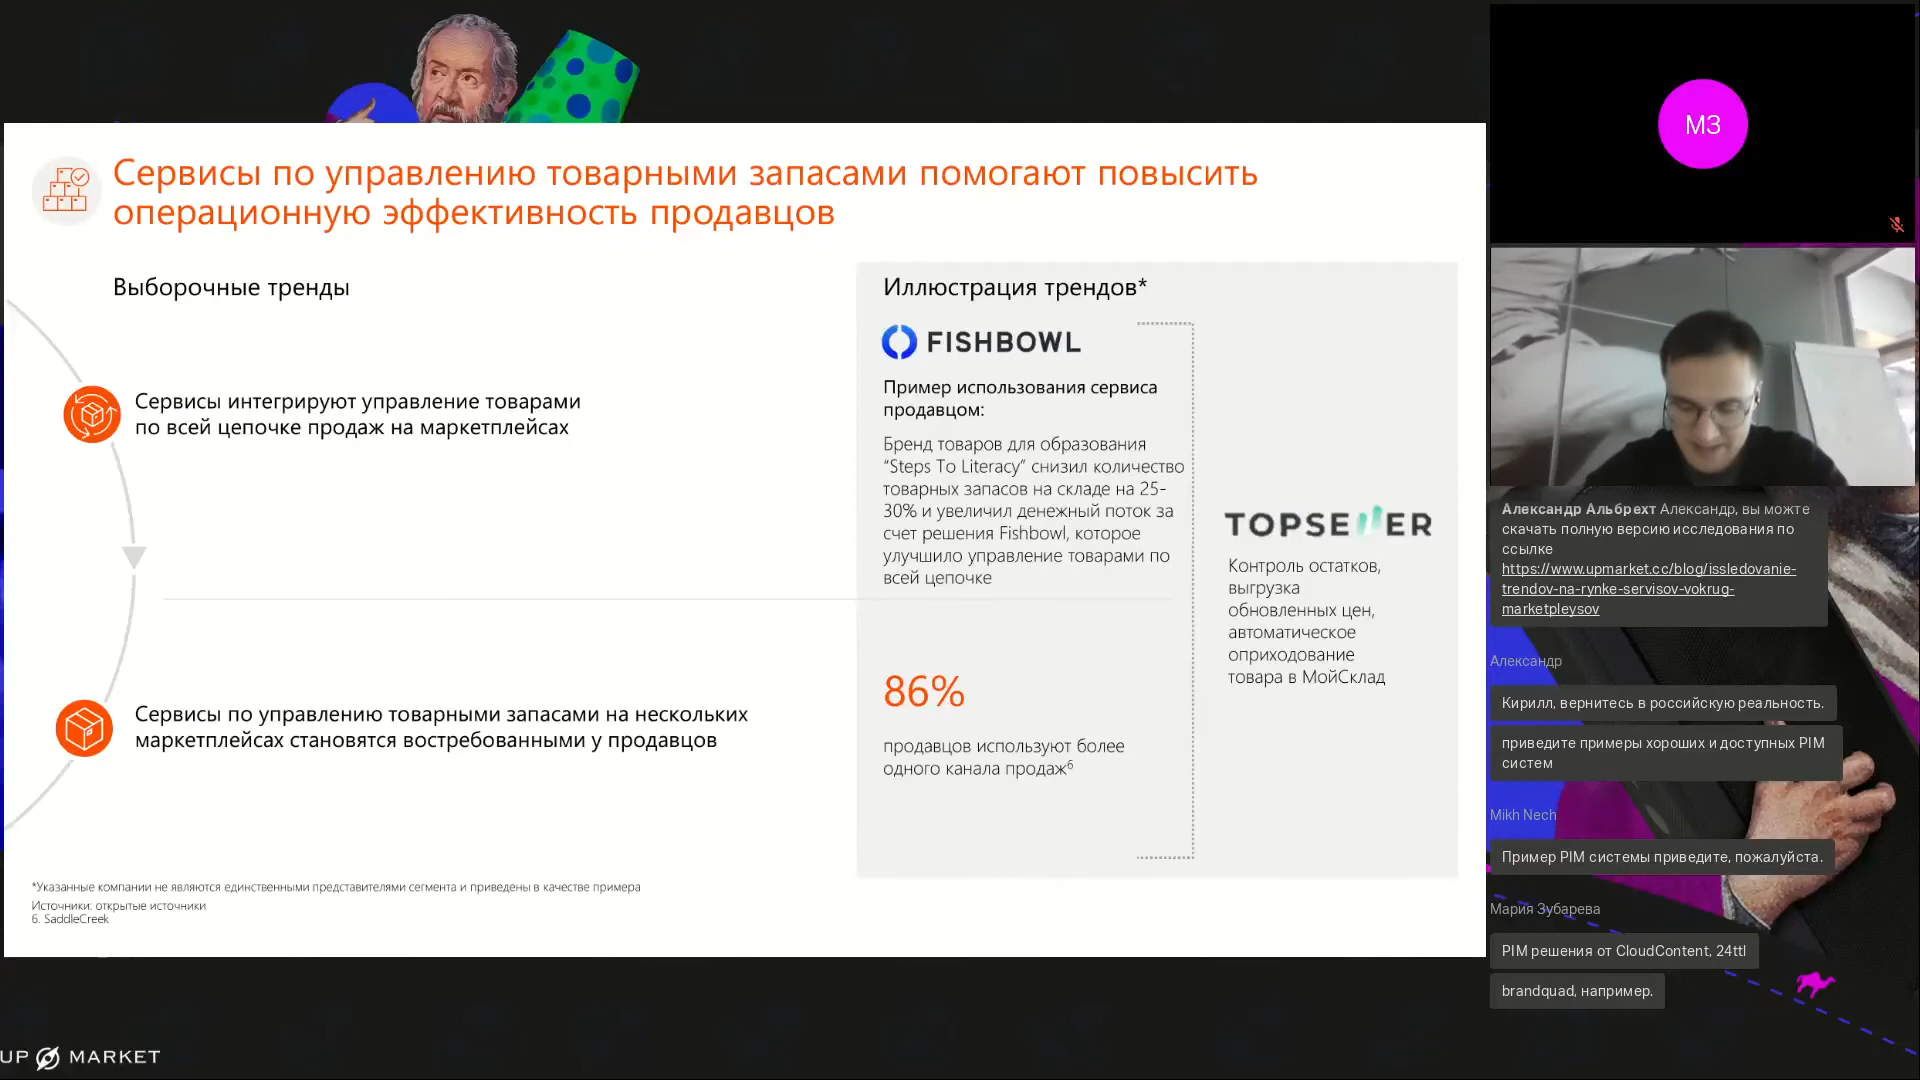 Сервисы по управлению товарными запасами помогают повысить
операционную эффективность продавцов
Выборочные тренды
Сервисы интегрируют управление товарами
по всей цепочке продаж на маркетплейсах
Сервисы по управлению товарными запасами на нескольких
маркетплейсах становятся востребованными у продавцов
Иллюстрация трендов*
FISHBOWL
Пример использования сервиса
продавцом:
Бренд товаров для образования
“Steps To Literacy” снизил количество
товарных запасов на складе на 25-
30% и увеличил денежный поток за
счет решения Fishbowl, которое
улучшило управление товарами по
всей цепочке
86%
продавцов используют более
одного канала продаж6
TOPSELLER
Контроль остатков,
выгрузка
обновленных цен,
автоматическое
оприходование
товара в МойСклад
*Указанные компании не являются единственными представителями сегмента и приведены в качестве примера
Источники: открытые источники
6. SaddleCreek
UP MARKET
МЗ
Александр Альбрехт Александр, вы можте
скачать полную версию исследования по
ссылке
https://www.upmarket.cc/blog/issledovanie-
trendov-na-rynke-servisov-vokrug-
marketpleysov
Александр
Кирилл, вернитесь в российскую реальность.
приведите примеры хороших и доступных PIM
систем
Mikh Nech
Пример PIM системы приведите, пожалуйста.
Мария Зубарева
PIM решения от CloudContent, 24ttl
brandquad, например.